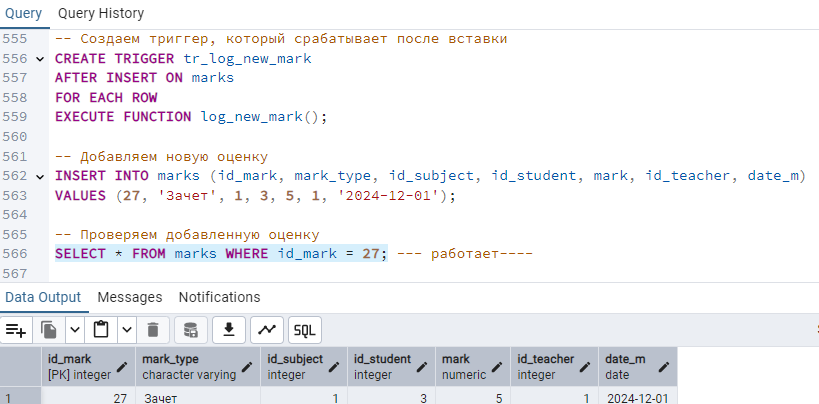 Query Query History
555 -- Создаем триггер, который срабатывает после вставки
556 CREATE TRIGGER tr_log_new_mark
557 AFTER INSERT ON marks
558 FOR EACH ROW
559 EXECUTE FUNCTION log_new_mark();
560
561 -- Добавляем новую оценку
562 INSERT INTO marks (id_mark, mark_type, id_subject, id_student, mark, id_teacher, date_m)
563 VALUES (27, 'Зачет', 1, 3, 5, 1, '2024-12-01');
564
565 -- Проверяем добавленную оценку
566 SELECT * FROM marks WHERE id_mark = 27; --- работает----
567
Data Output Messages Notifications
SQL
id_mark mark_type id_subject id_student mark id_teacher date_m
[PK] integer character varying integer integer numeric integer date
1 27 Зачет 1 3 5 1 2024-12-01